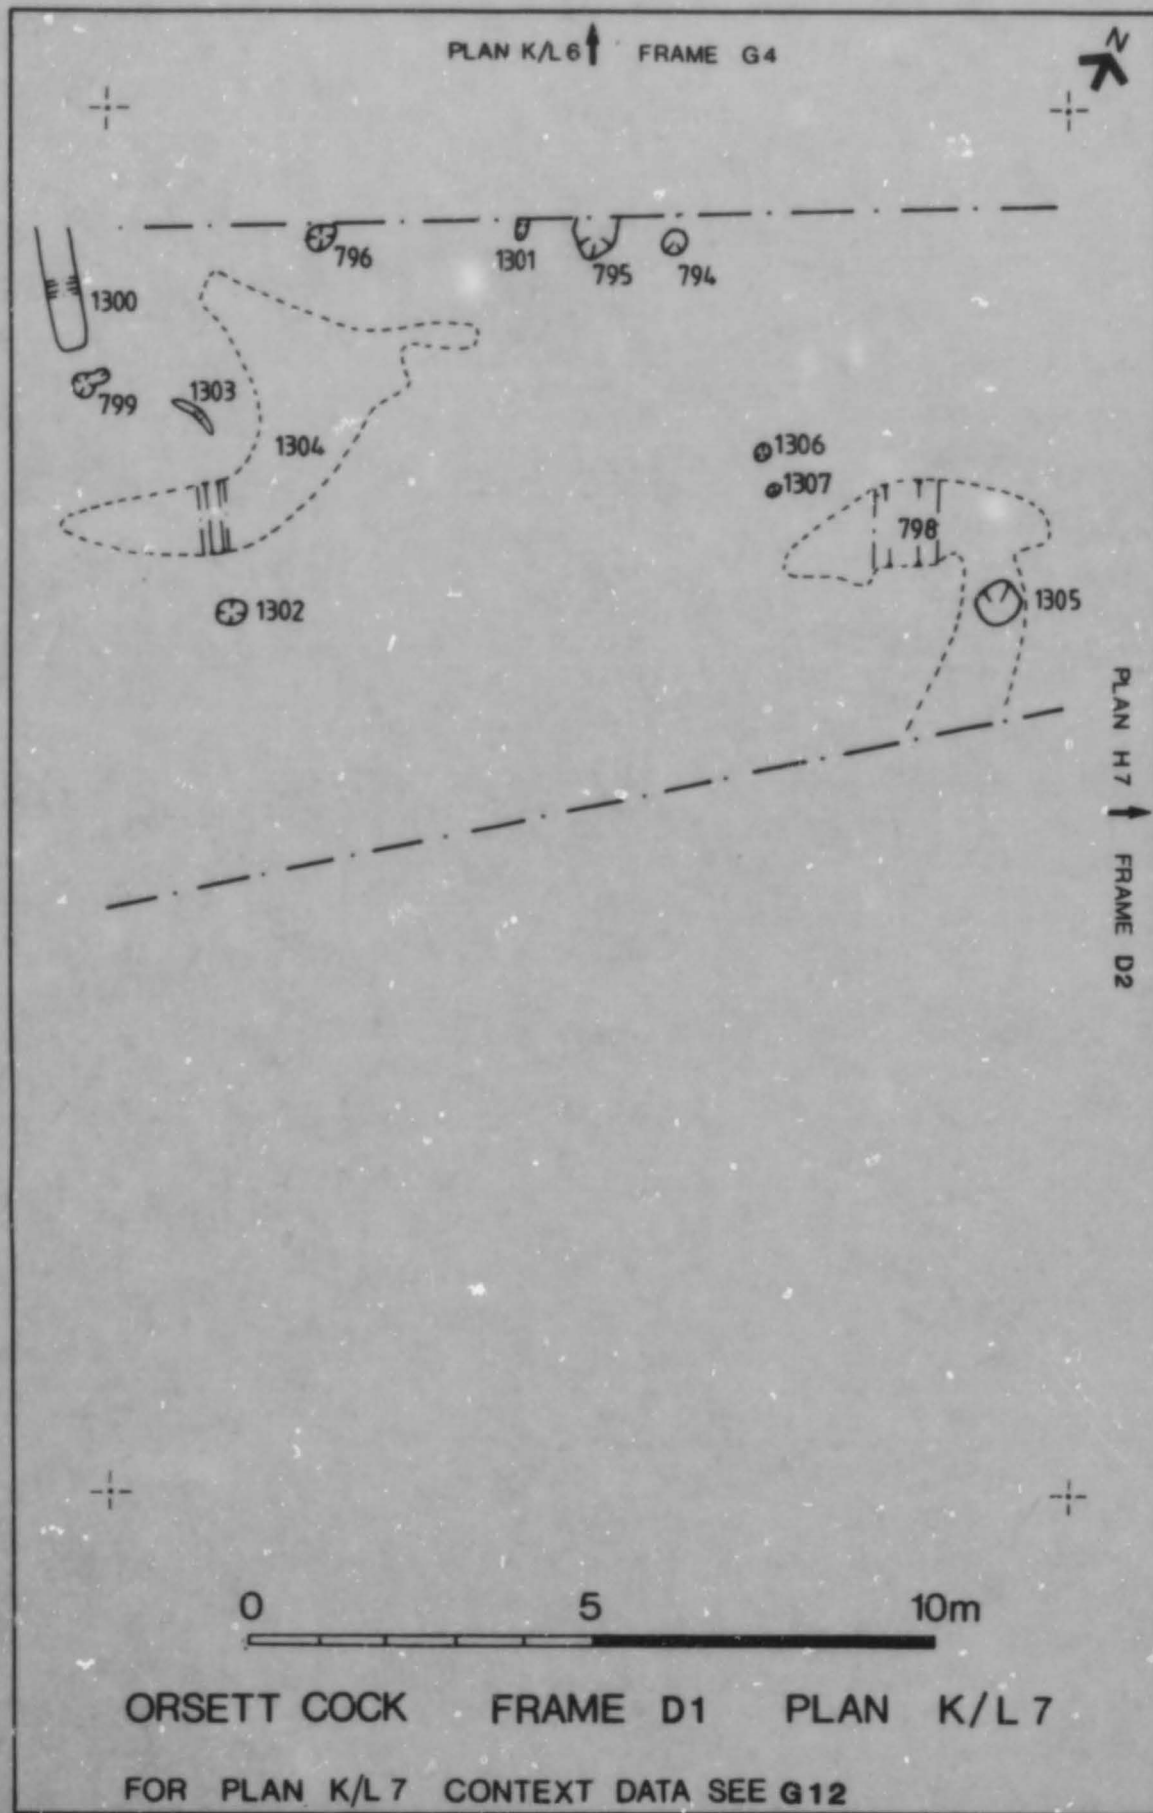 PLAN K/L 6 FRAME G4
N
796
1301
795
794
1300
799
1303
1304
1306
1307
798
1302
1305
PLAN H7 FRAME D2
0 5 10m
ORSETT COCK FRAME D1 PLAN K/L 7
FOR PLAN K/L 7 CONTEXT DATA SEE G12